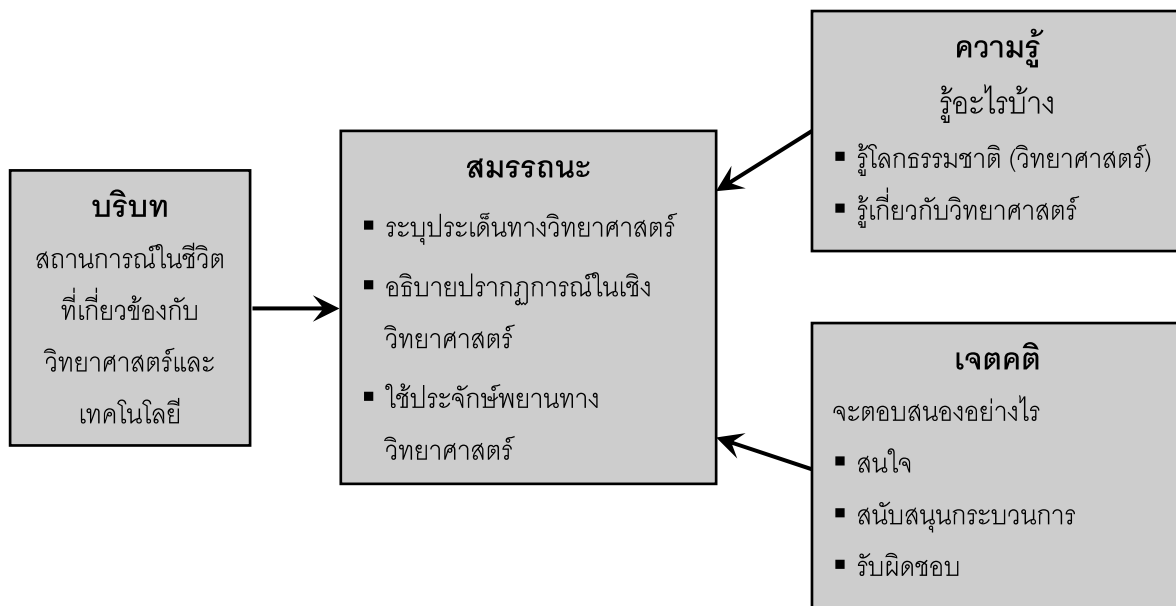 บริบท
สถานการณ์ในชีวิต
ที่เกี่ยวข้องกับ
วิทยาศาสตร์และ
เทคโนโลยี
สมรรถนะ
▪ ระบุประเด็นทางวิทยาศาสตร์
▪ อธิบายปรากฏการณ์ในเชิง
วิทยาศาสตร์
▪ ใช้ประจักษ์พยานทาง
วิทยาศาสตร์
ความรู้
รู้อะไรบ้าง
▪ รู้โลกธรรมชาติ (วิทยาศาสตร์)
▪ รู้เกี่ยวกับวิทยาศาสตร์
เจตคติ
จะตอบสนองอย่างไร
▪ สนใจ
▪ สนับสนุนกระบวนการ
▪ รับผิดชอบ